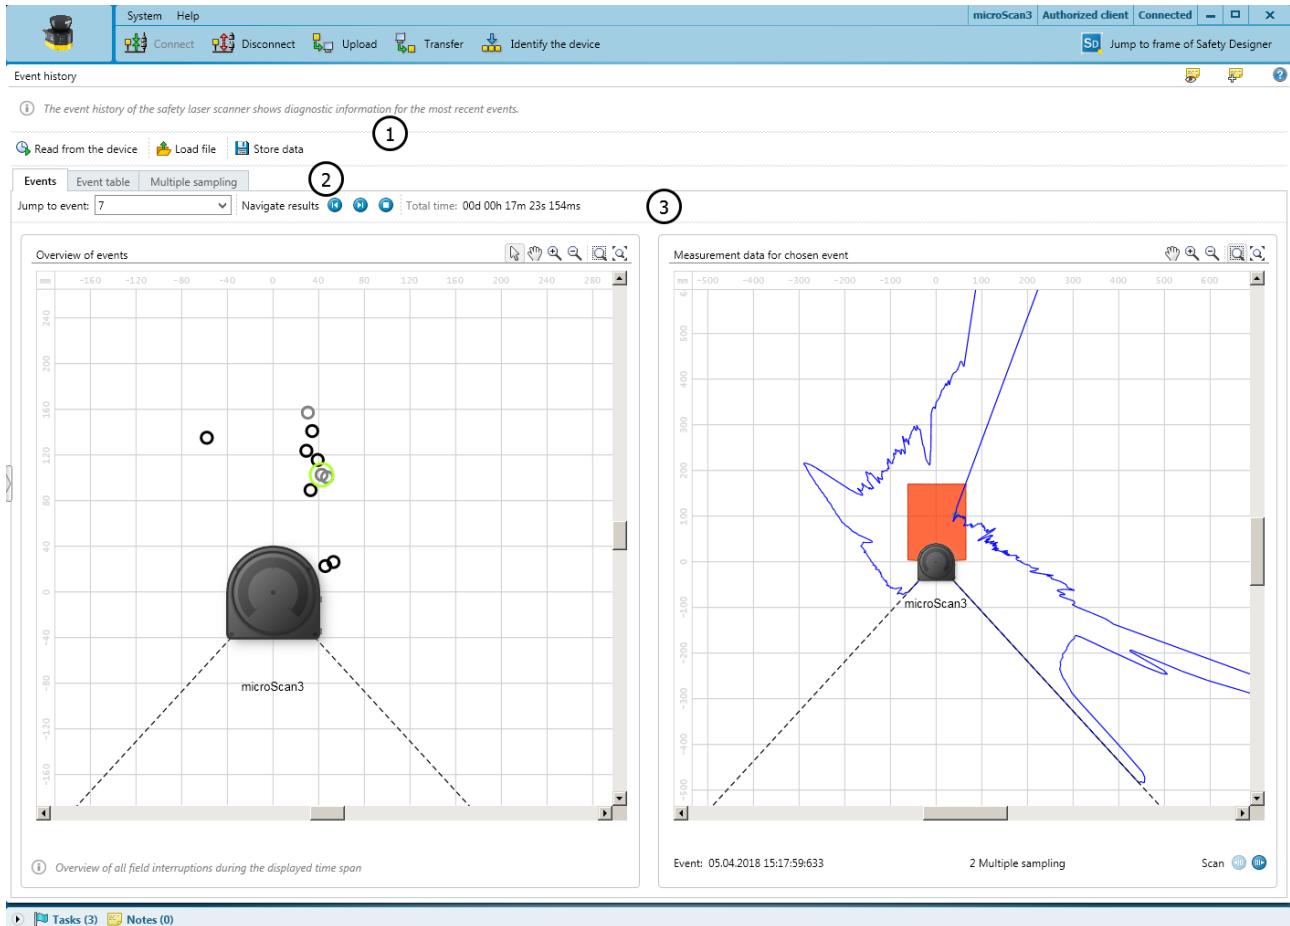 System Help microScan3 Authorized client Connected
Connect Disconnect Upload Transfer Identify the device SD Jump to frame of Safety Designer
Event history
The event history of the safety laser scanner shows diagnostic information for the most recent events.
1
Read from the device Load file Store data
Events Event table Multiple sampling 2
Jump to event: 7 Navigate results Total time: 00d 00h 17m 23s 154ms 3
Overview of events
mm -160 -120 -80 -40 0 40 80 120 160 200 240 280
240
200
160
120
80
40
0
-40
-80
-120
-160
microScan3
Overview of all field interruptions during the displayed time span
Measurement data for chosen event
mm -500 -400 -300 -200 -100 0 100 200 300 400 500 600
500
400
300
200
100
0
-100
-200
-300
-400
-500
microScan3
Event: 05.04.2018 15:17:59:633 2 Multiple sampling Scan
Tasks (3) Notes (0)